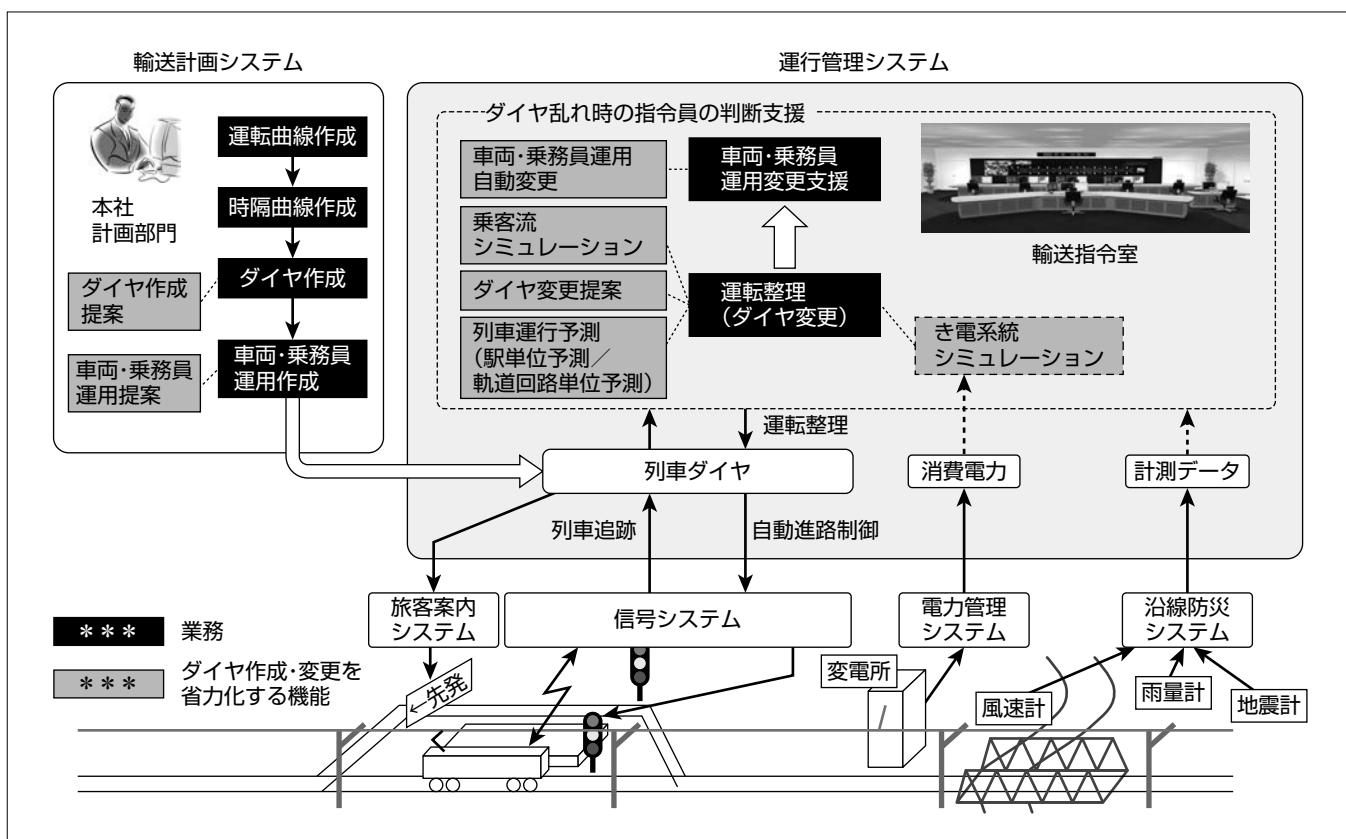 輸送計画システム
本社
計画部門
運転曲線作成
時隔曲線作成
ダイヤ作成
ダイヤ作成
提案
車両・乗務員
運用作成
車両・乗務員
運用提案
運行管理システム
ダイヤ乱れ時の指令員の判断支援
車両・乗務員運用
自動変更
車両・乗務員
運用変更支援
乗客流
シミュレーション
ダイヤ変更提案
運転整理
（ダイヤ変更）
列車運行予測
（駅単位予測／
軌道回路単位予測）
輸送指令室
き電系統
シミュレーション
運転整理
列車ダイヤ
消費電力
計測データ
列車追跡
自動進路制御
旅客案内
システム
信号システム
電力管理
システム
沿線防災
システム
＊＊＊ 業務
＊＊＊ ダイヤ作成・変更を
省力化する機能
←先発
変電所
風速計
雨量計
地震計